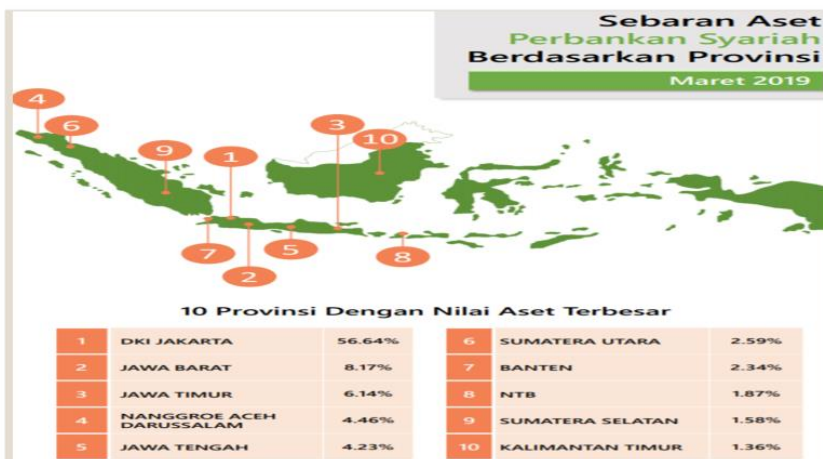 Sebaran Aset
Perbankan Syariah
Berdasarkan Provinsi
Maret 2019
4
6
9
1
3
10
7
2
5
8
10 Provinsi Dengan Nilai Aset Terbesar
1 DKI JAKARTA 56.64%
2 JAWA BARAT 8.17%
3 JAWA TIMUR 6.14%
4 NANGGROE ACEH
DARUSSALAM 4.46%
5 JAWA TENGAH 4.23%
6 SUMATERA UTARA 2.59%
7 BANTEN 2.34%
8 NTB 1.87%
9 SUMATERA SELATAN 1.58%
10 KALIMANTAN TIMUR 1.36%